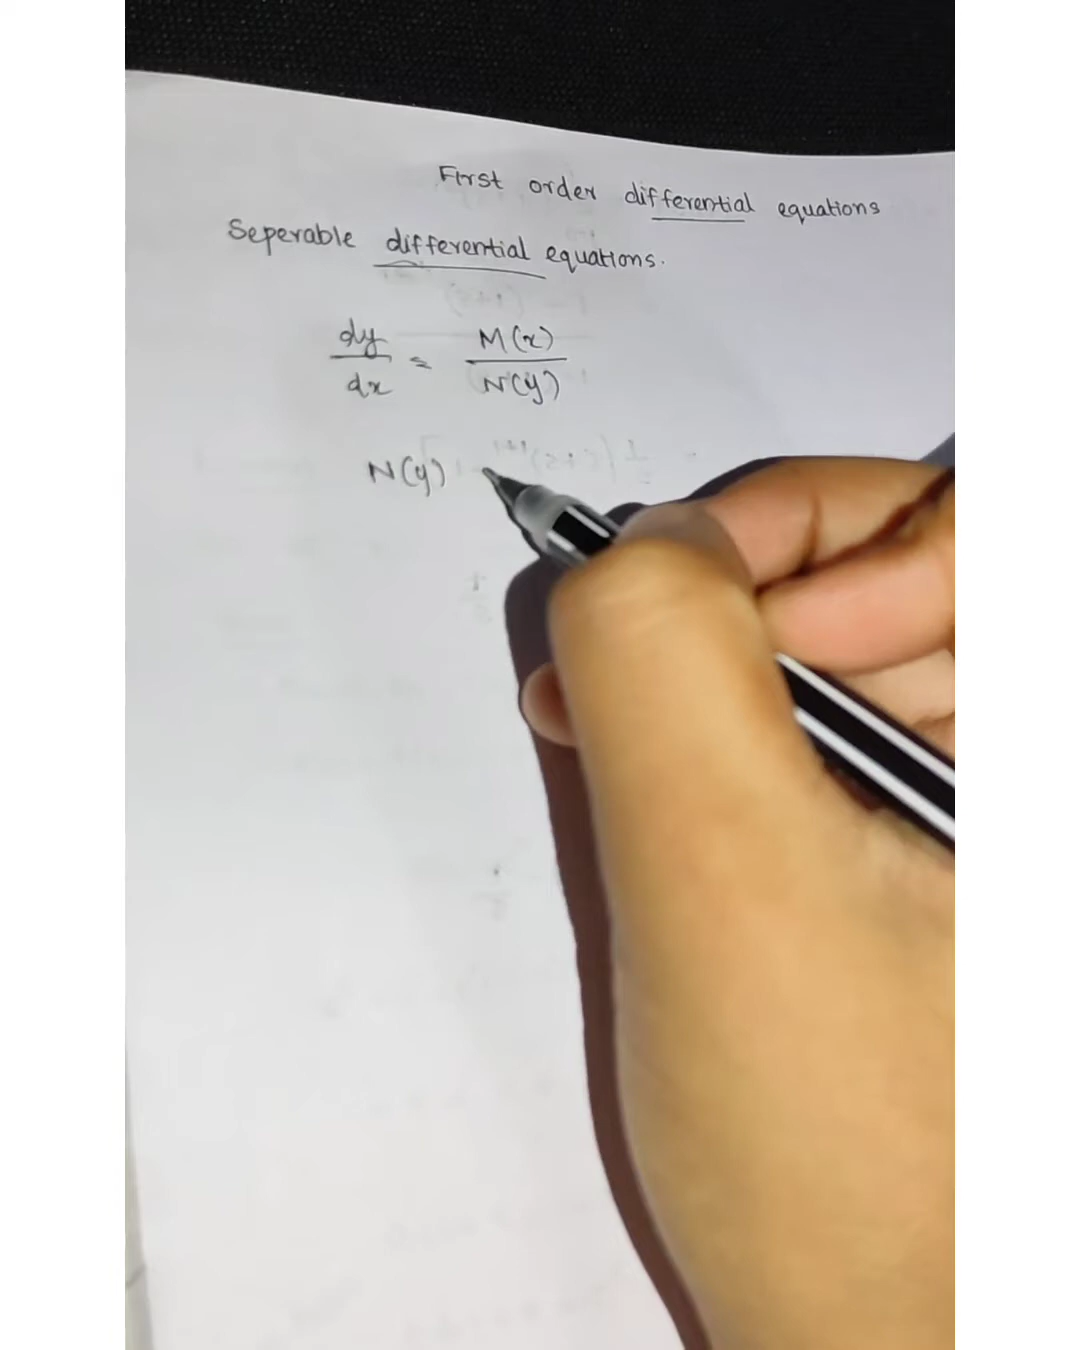 First order differential equations
Seperable differential equations.
dy/dx = M(x)/N(y)
N(y)